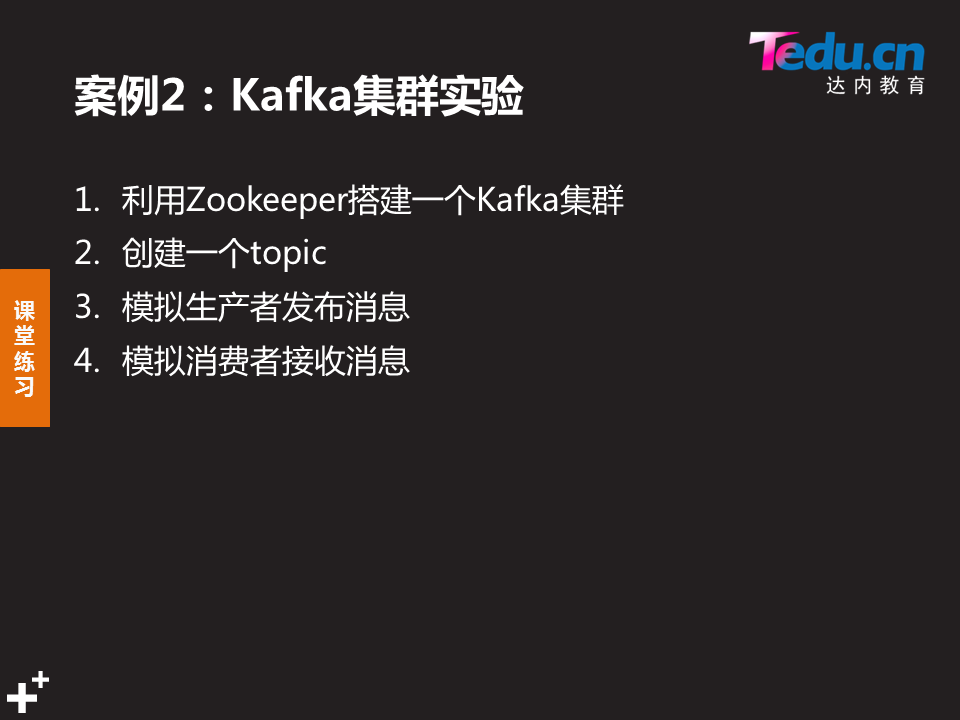 Tedu.cn
达内教育
案例2：Kafka集群实验
1. 利用Zookeeper搭建一个Kafka集群
2. 创建一个topic
3. 模拟生产者发布消息
4. 模拟消费者接收消息
课
堂
练
习